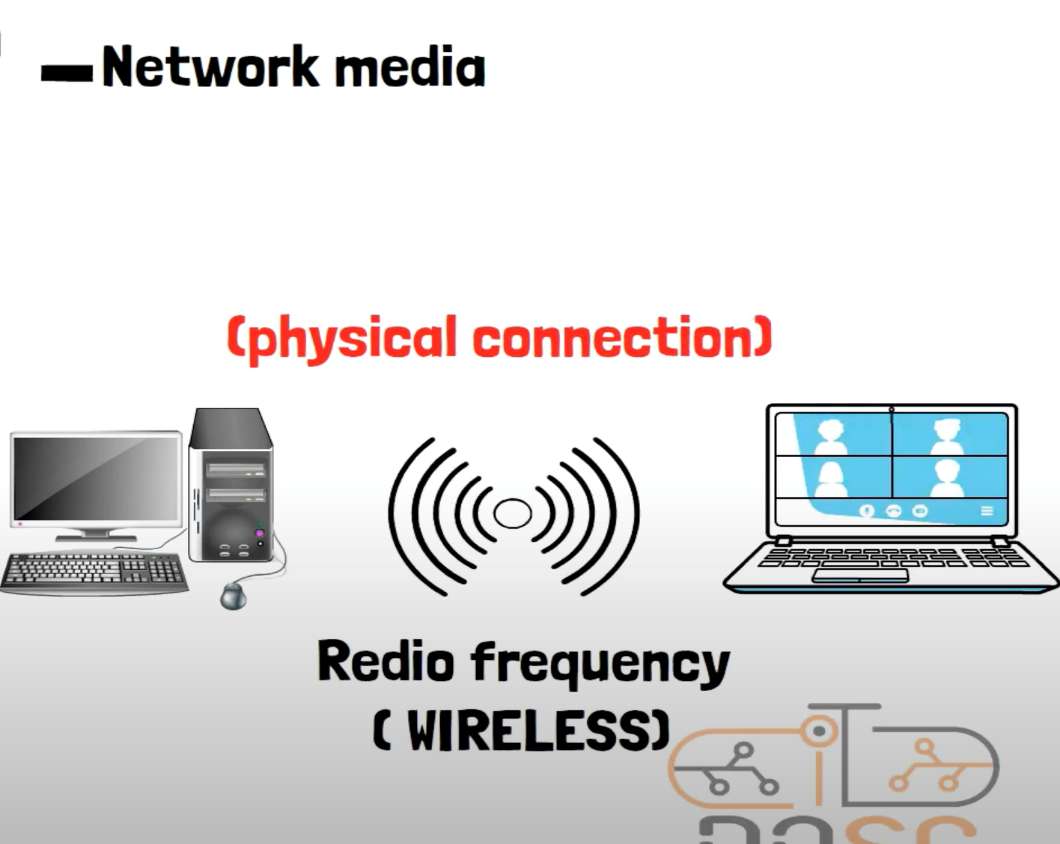 Network media
(physical connection)
Redio frequency
( WIRELESS)